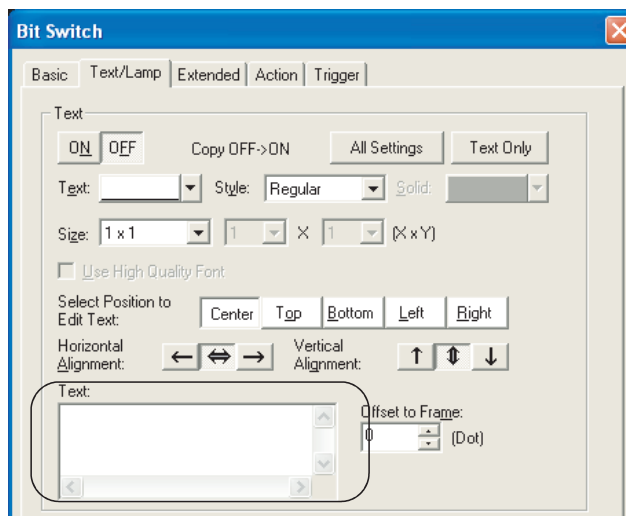 Bit Switch
Basic Text/Lamp Extended Action Trigger
Text
ON OFF Copy OFF->ON All Settings Text Only
Text: Style: Regular Solid:
Size: 1 x 1 1 X 1 (X x Y)
Use High Quality Font
Select Position to
Edit Text:
Center Top Bottom Left Right
Horizontal
Alignment:
Vertical
Alignment:
Text:
Offset to Frame:
0 (Dot)